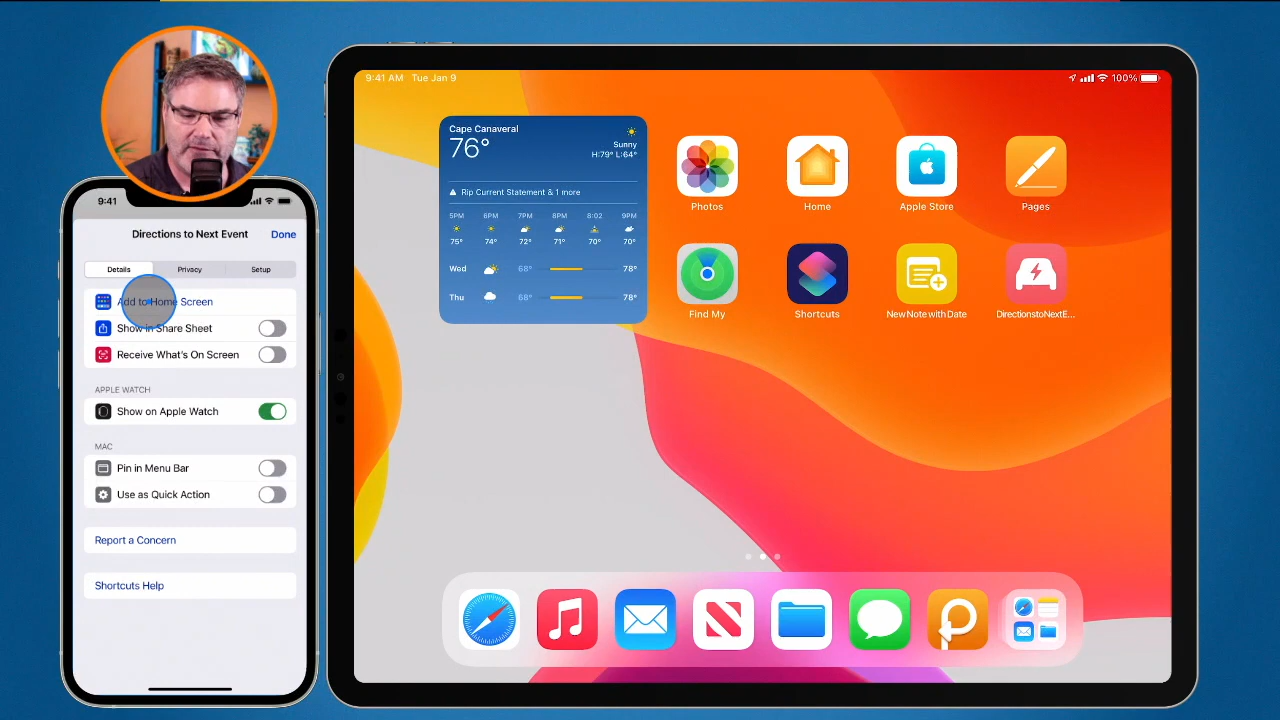 9:41
Directions to Next Event
Done
Details
Privacy
Setup
Add to Home Screen
Show in Share Sheet
Receive What's On Screen
APPLE WATCH
Show on Apple Watch
MAC
Pin in Menu Bar
Use as Quick Action
Report a Concern
Shortcuts Help
9:41 AM Tue Jan 9
100%
Cape Canaveral
76°
Sunny
H:79° L:64°
Rip Current Statement & 1 more
5PM 6PM 7PM 8PM 8:02 9PM
75° 74° 72° 71° 70° 70°
Wed 68° 78°
Thu 68° 78°
Photos
Home
Apple Store
Pages
Find My
Shortcuts
New Note with Date
DirectionstoNextE...